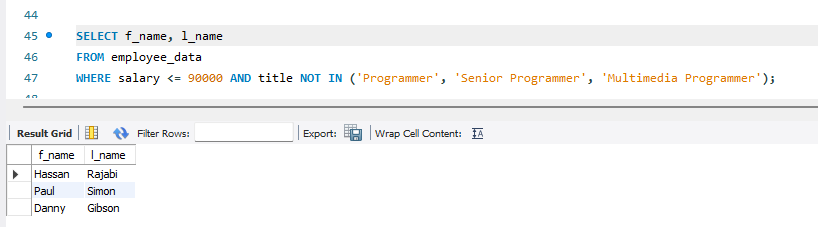 44
45 SELECT f_name, l_name
46 FROM employee_data
47 WHERE salary <= 90000 AND title NOT IN ('Programmer', 'Senior Programmer', 'Multimedia Programmer');
Result Grid Filter Rows: Export: Wrap Cell Content: IA
f_name l_name
Hassan Rajabi
Paul Simon
Danny Gibson